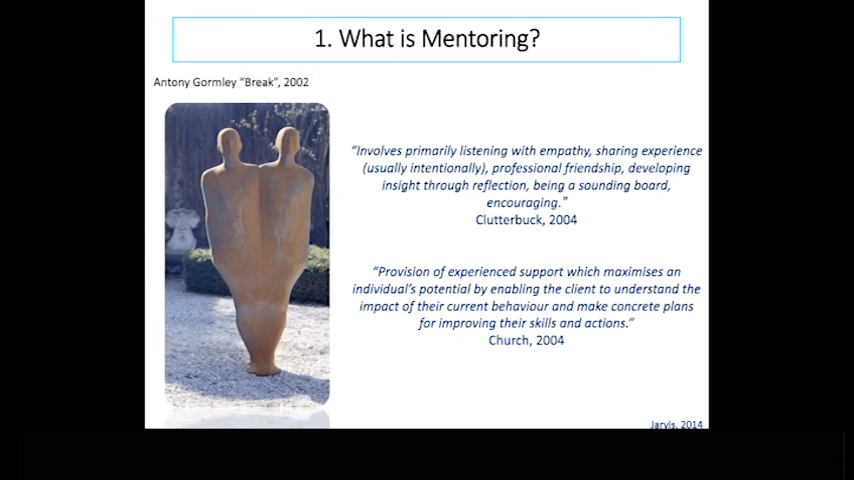 1. What is Mentoring?
Antony Gormley "Break", 2002
"Involves primarily listening with empathy, sharing experience
(usually intentionally), professional friendship, developing
insight through reflection, being a sounding board,
encouraging."
Clutterbuck, 2004
"Provision of experienced support which maximises an
individual's potential by enabling the client to understand the
impact of their current behaviour and make concrete plans
for improving their skills and actions."
Church, 2004
Jarvis, 2014